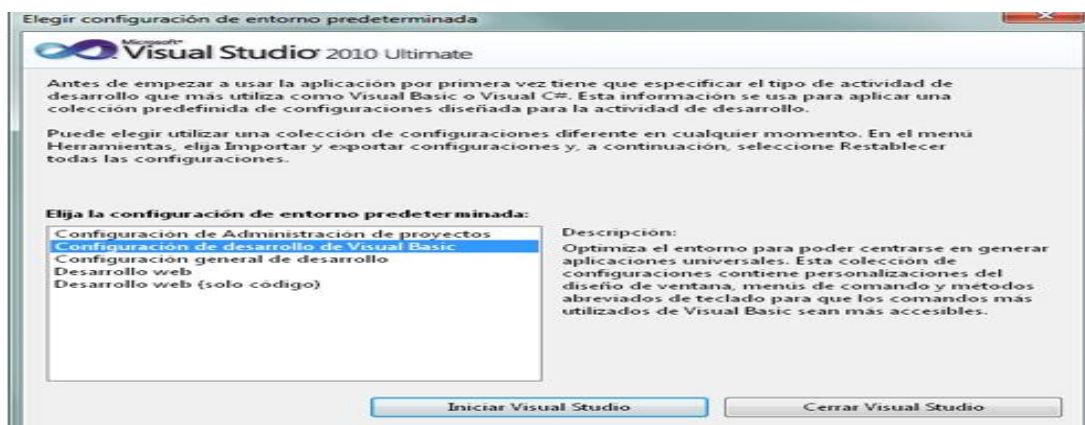 Elegir configuración de entorno predeterminada
Microsoft
Visual Studio 2010 Ultimate
Antes de empezar a usar la aplicación por primera vez tiene que especificar el tipo de actividad de
desarrollo que más utiliza como Visual Basic o Visual C#. Esta información se usa para aplicar una
colección predefinida de configuraciones diseñada para la actividad de desarrollo.
Puede elegir utilizar una colección de configuraciones diferente en cualquier momento. En el menú
Herramientas, elija Importar y exportar configuraciones y, a continuación, seleccione Restablecer
todas las configuraciones.
Elija la configuración de entorno predeterminada:
Configuración de Administración de proyectos
Configuración de desarrollo de Visual Basic
Configuración general de desarrollo
Desarrollo web
Desarrollo web (solo código)
Descripción:
Optimiza el entorno para poder centrarse en generar
aplicaciones universales. Esta colección de
configuraciones contiene personalizaciones del
diseño de ventana, menús de comando y métodos
abreviados de teclado para que los comandos más
utilizados de Visual Basic sean más accesibles.
Iniciar Visual Studio
Cerrar Visual Studio